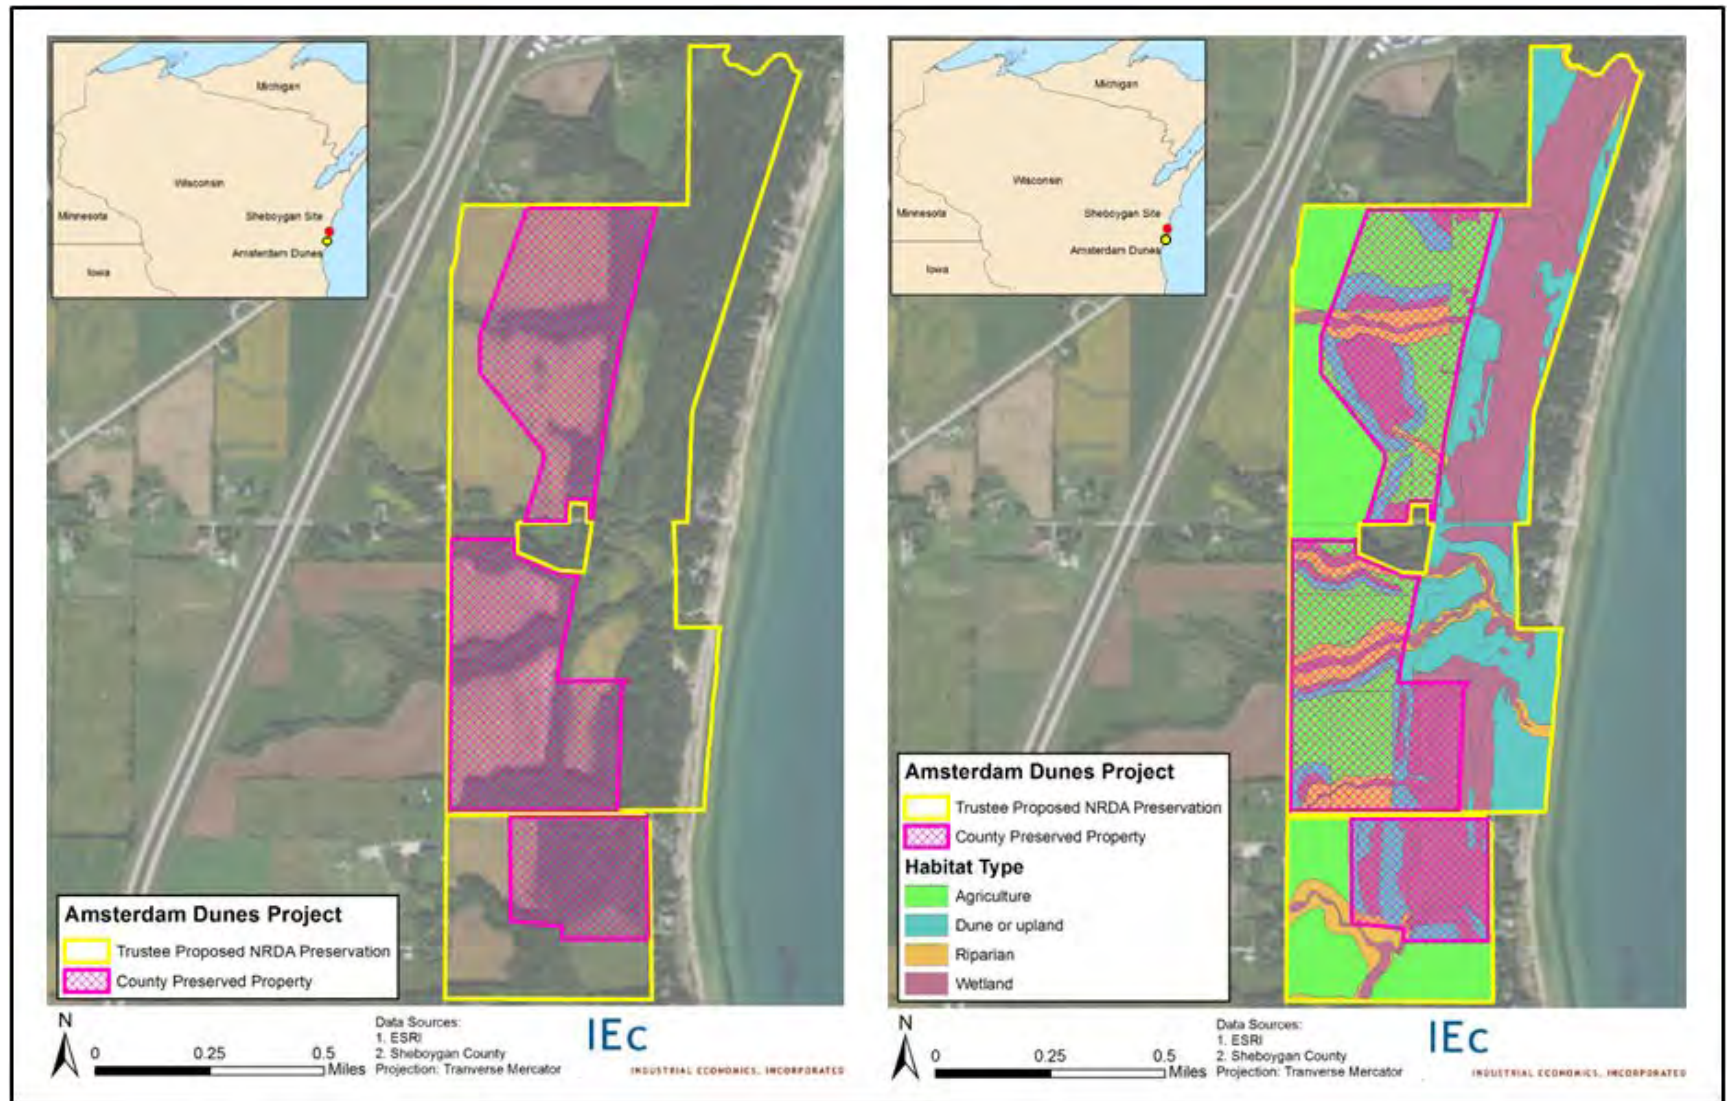 Michigan
Wisconsin
Minnesota
Sheboygan Site
Amsterdam Dunes
Iowa
Amsterdam Dunes Project
Trustee Proposed NRDA Preservation
County Preserved Property
N
0 0.25 0.5
Miles
Data Sources:
1. ESRI
2. Sheboygan County
Projection: Tranverse Mercator
IEc
INDUSTRIAL ECONOMICS, INCORPORATED
Michigan
Wisconsin
Minnesota
Sheboygan Site
Amsterdam Dunes
Iowa
Amsterdam Dunes Project
Trustee Proposed NRDA Preservation
County Preserved Property
Habitat Type
Agriculture
Dune or upland
Riparian
Wetland
N
0 0.25 0.5
Miles
Data Sources:
1. ESRI
2. Sheboygan County
Projection: Tranverse Mercator
IEc
INDUSTRIAL ECONOMICS, INCORPORATED